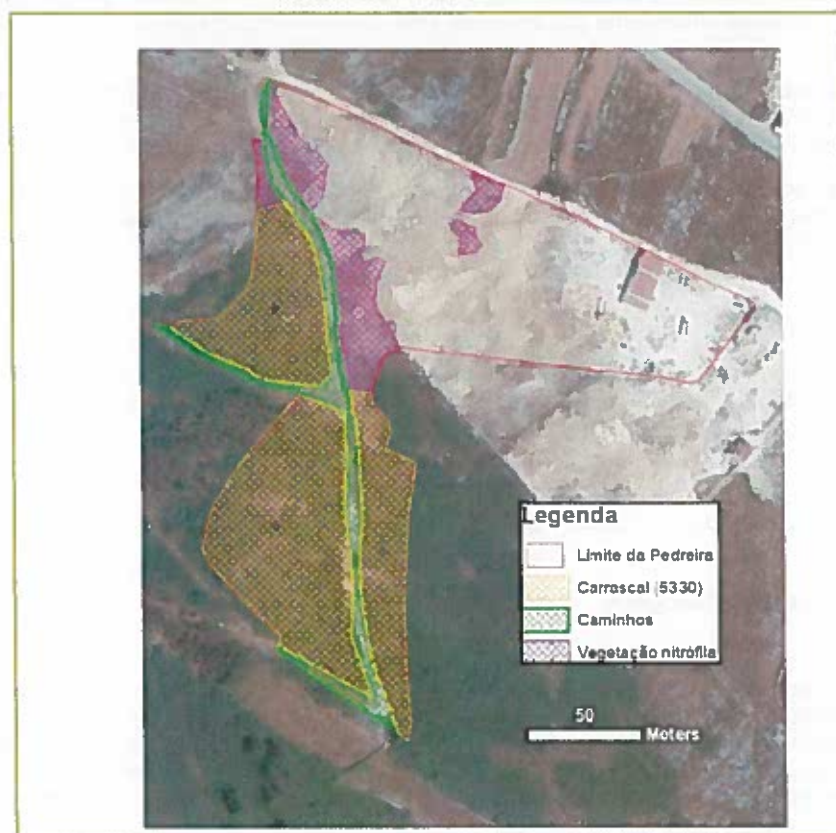 Legenda
Limite da Pedreira
Carrascal (5330)
Caminhos
Vegetação nitrófila
50
Meters